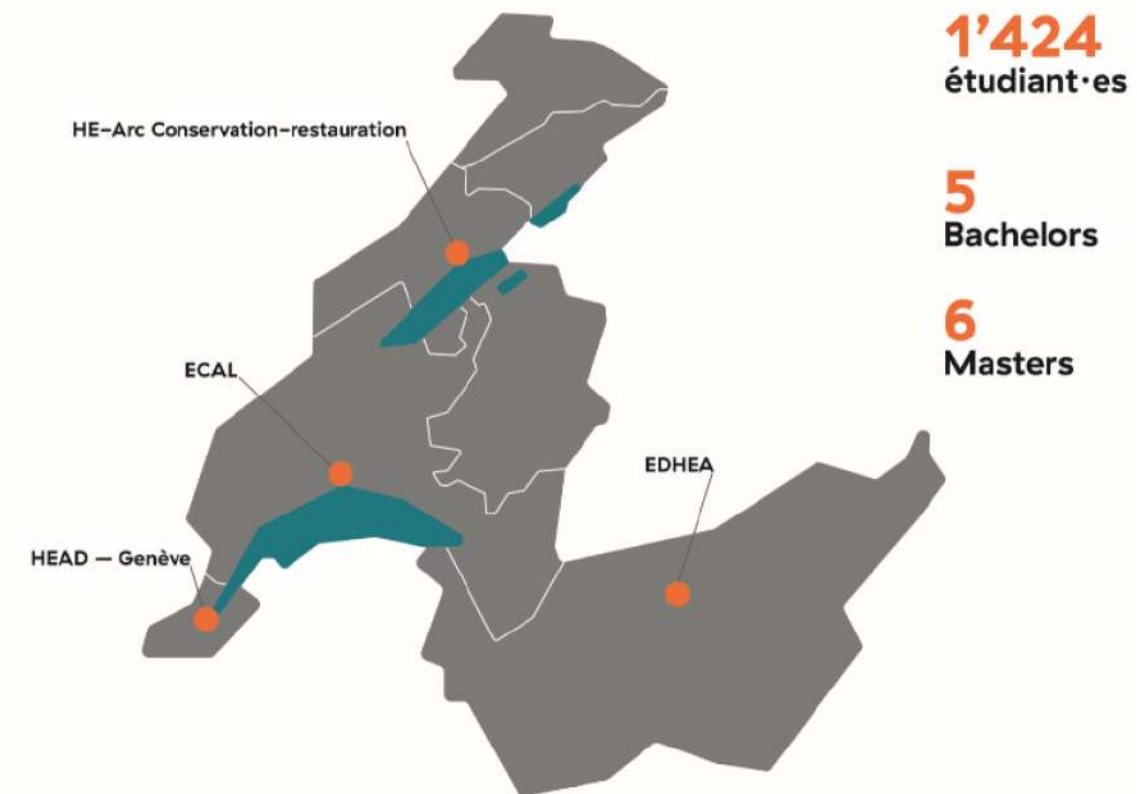 1’424
étudiant·es
HE–Arc Conservation–restauration
5
Bachelors
6
Masters
ECAL
EDHEA
HEAD — Genève